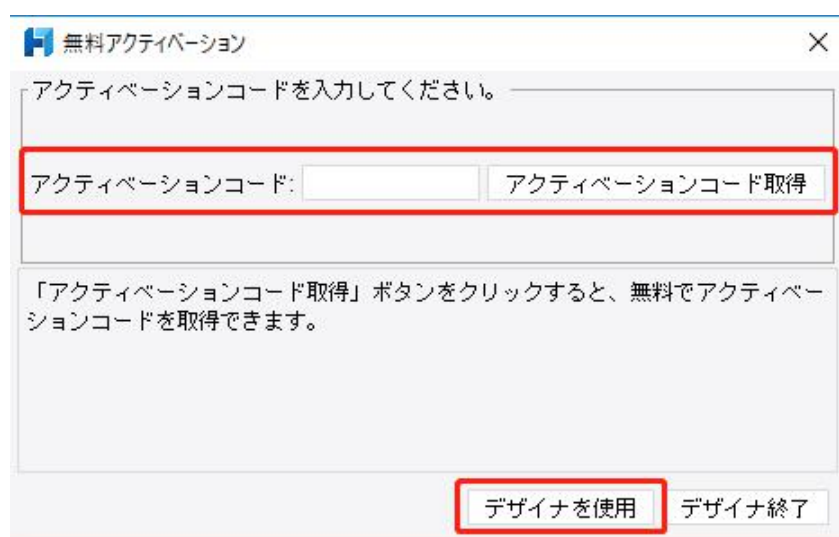 無料アクティベーション
アクティベーションコードを入力してください。
アクティベーションコード:
アクティベーションコード取得
「アクティベーションコード取得」ボタンをクリックすると、無料でアクティベー
ションコードを取得できます。
デザイナを使用
デザイナ終了